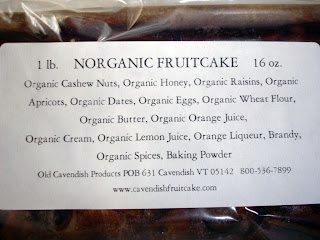 1 lb. NORGANIC FRUITCAKE 16 oz.
Organic Cashew Nuts, Organic Honey, Organic Raisins, Organic
Apricots, Organic Dates, Organic Eggs, Organic Wheat Flour,
Organic Butter, Organic Orange Juice,
Organic Cream, Organic Lemon Juice, Orange Liqueur, Brandy,
Organic Spices, Baking Powder
Old Cavendish Products POB 631 Cavendish VT 05142 800-536-7899
www.cavendishfruitcake.com